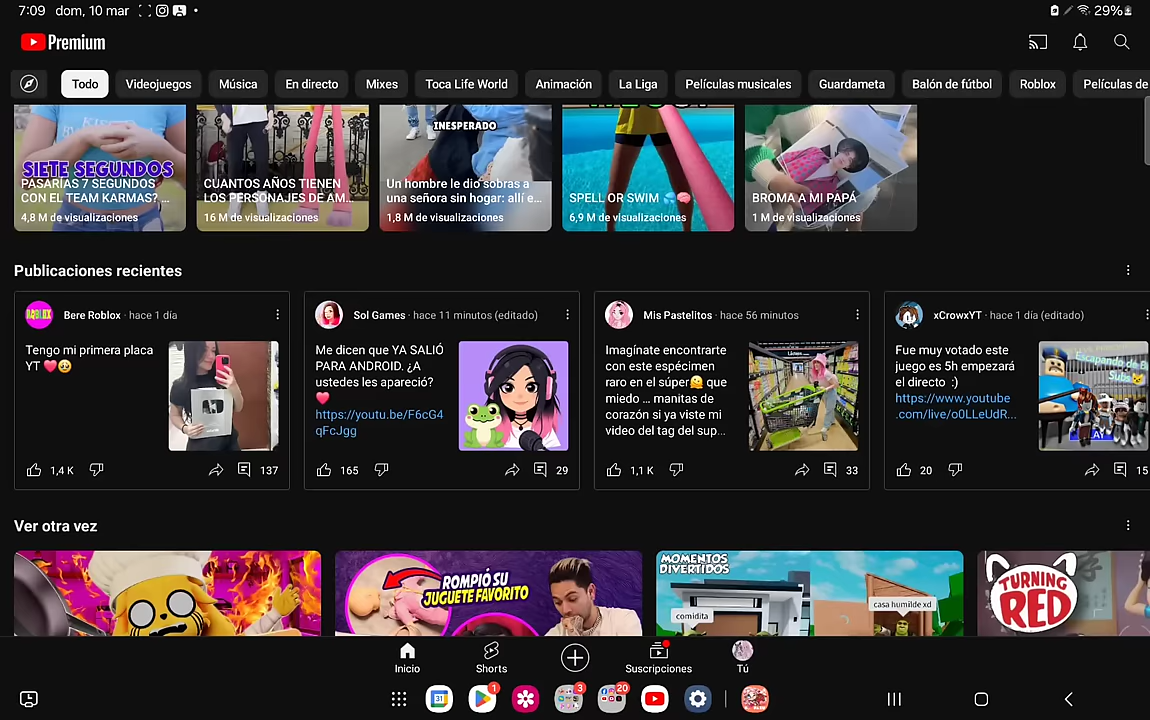 7:09 dom, 10 mar
29%
Premium
Todo
Videojuegos
Música
En directo
Mixes
Toca Life World
Animación
La Liga
Películas musicales
Guardameta
Balón de fútbol
Roblox
Películas de
SIETE SEGUNDOS
PASARIAS 7 SEGUNDOS
CON EL TEAM KARMAS? ...
4,8 M de visualizaciones
CUANTOS AÑOS TIENEN
LOS PERSONAJES DE AM...
16 M de visualizaciones
INESPERADO
Un hombre le dio sobras a
una señora sin hogar: allí e...
1,8 M de visualizaciones
SPELL OR SWIM
6,9 M de visualizaciones
BROMA A MI PAPÁ
1 M de visualizaciones
Publicaciones recientes
Bere Roblox · hace 1 día
Tengo mi primera placa
YT
1,4 K
137
Sol Games · hace 11 minutos (editado)
Me dicen que YA SALIÓ
PARA ANDROID. ¿A
ustedes les apareció?
https://youtu.be/F6cG4
qFcJgg
165
29
Mis Pastelitos · hace 56 minutos
Imagínate encontrarte
con este espécimen
raro en el súper que
miedo ... manitas de
corazón si ya viste mi
video del tag del sup...
1,1 K
33
xCrowxYT · hace 1 día (editado)
Fue muy votado este
juego es 5h empezará
el directo :)
https://www.youtube
.com/live/o0LLeUdR...
Escapando de
Subs
20
15
Ver otra vez
ROMPIÓ SU
JUGUETE FAVORITO
MOMENTOS
DIVERTIDOS
comidita
casa humilde xd
TURNING
RED
Inicio
Shorts
Suscripciones
Tú
31
1
3
20